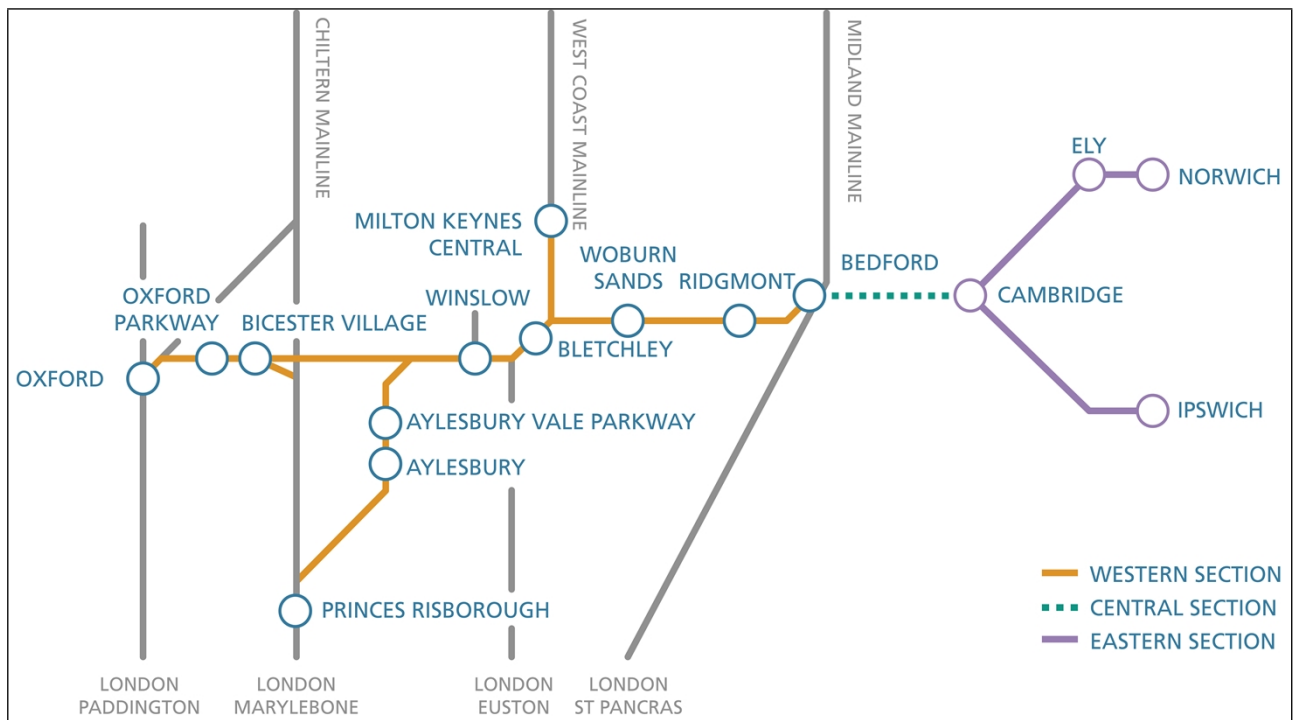 CHILTERN MAINLINE
WEST COAST MAINLINE
MIDLAND MAINLINE
ELY
NORWICH
MILTON KEYNES
CENTRAL
WOBURN
SANDS
RIDGMONT
BEDFORD
CAMBRIDGE
OXFORD
PARKWAY
BICESTER VILLAGE
WINSLOW
BLETCHLEY
OXFORD
IPSWICH
AYLESBURY VALE PARKWAY
AYLESBURY
PRINCES RISBOROUGH
WESTERN SECTION
CENTRAL SECTION
EASTERN SECTION
LONDON
PADDINGTON
LONDON
MARYLEBONE
LONDON
EUSTON
LONDON
ST PANCRAS